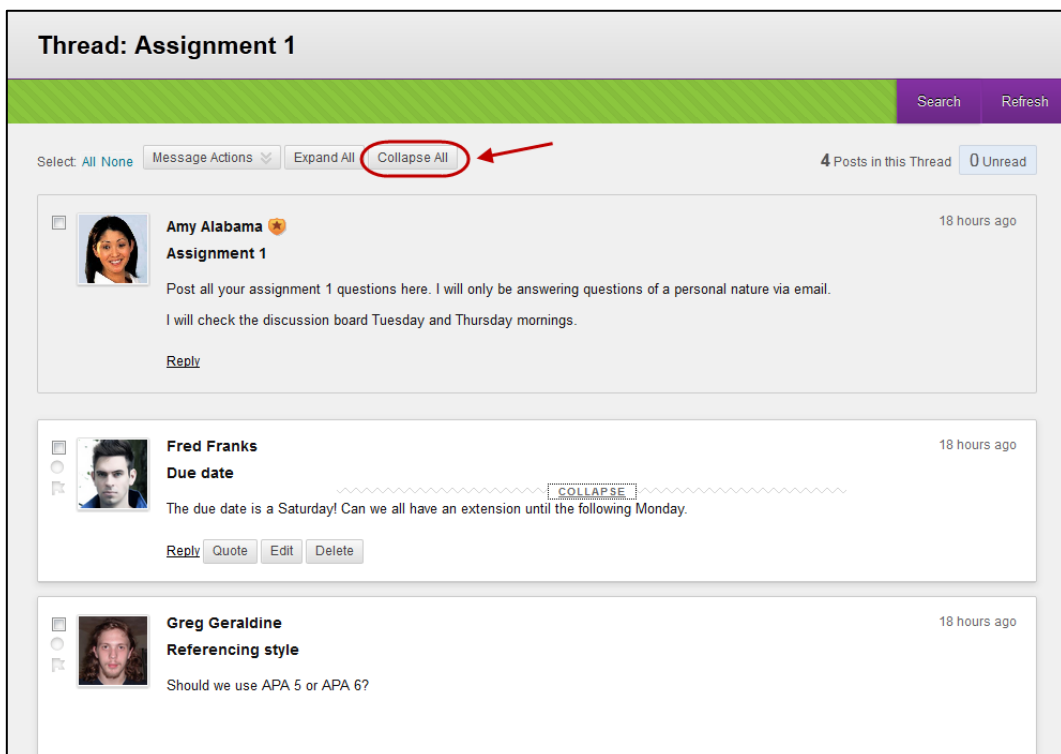 Thread: Assignment 1
Search Refresh
Select: All None Message Actions Expand All Collapse All 4 Posts in this Thread 0 Unread
Amy Alabama 18 hours ago
Assignment 1
Post all your assignment 1 questions here. I will only be answering questions of a personal nature via email.
I will check the discussion board Tuesday and Thursday mornings.
Reply
Fred Franks 18 hours ago
Due date
COLLAPSE
The due date is a Saturday! Can we all have an extension until the following Monday.
Reply Quote Edit Delete
Greg Geraldine 18 hours ago
Referencing style
Should we use APA 5 or APA 6?